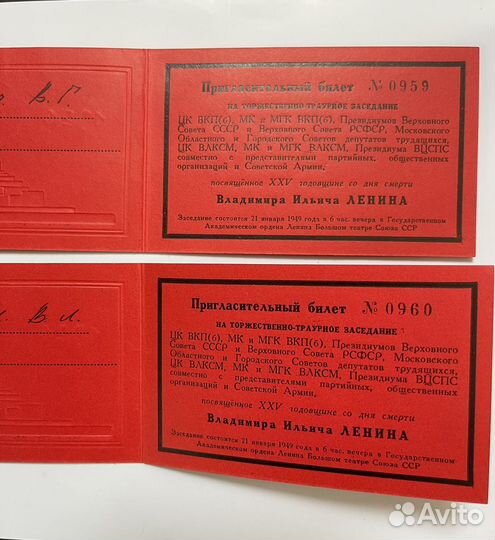 В. Г.
Пригласительный билет № 0959
НА ТОРЖЕСТВЕННО-ТРАУРНОЕ ЗАСЕДАНИЕ
ЦК ВКП(б), МК и МГК ВКП(б), Президиумов Верховного
Совета СССР и Верховного Совета РСФСР, Московского
Областного и Городского Советов депутатов трудящихся,
ЦК ВЛКСМ, МК и МГК ВЛКСМ, Президиума ВЦСПС
совместно с представителями партийных, общественных
организаций и Советской Армии,
посвящённое XXV годовщине со дня смерти
Владимира Ильича ЛЕНИНА
Заседание состоится 21 января 1949 года в 6 час. вечера в Государственном
Академическом ордена Ленина Большом театре Союза ССР
В. Л.
Пригласительный билет № 0960
НА ТОРЖЕСТВЕННО-ТРАУРНОЕ ЗАСЕДАНИЕ
ЦК ВКП(б), МК и МГК ВКП(б), Президиумов Верховного
Совета СССР и Верховного Совета РСФСР, Московского
Областного и Городского Советов депутатов трудящихся,
ЦК ВЛКСМ, МК и МГК ВЛКСМ, Президиума ВЦСПС
совместно с представителями партийных, общественных
организаций и Советской Армии,
посвящённое XXV годовщине со дня смерти
Владимира Ильича ЛЕНИНА
Заседание состоится 21 января 1949 года в 6 час. вечера в Государственном
Академическом ордена Ленина Большом театре Союза ССР
Avito